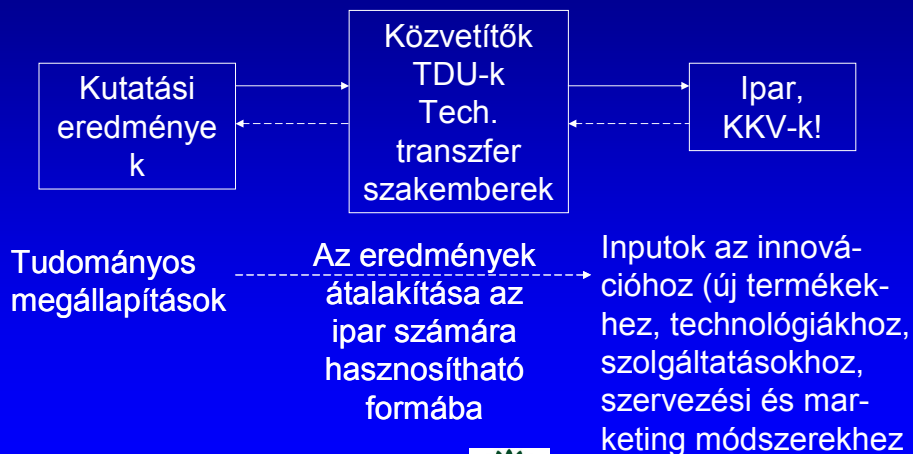 Kutatási
eredménye
k
Közvetítők
TDU-k
Tech.
transzfer
szakemberek
Ipar,
KKV-k!
Tudományos
megállapítások
Az eredmények
átalakítása az
ipar számára
hasznosítható
formába
Inputok az innová-
cióhoz (új termékek-
hez, technológiákhoz,
szolgáltatásokhoz,
szervezési és mar-
keting módszerekhez